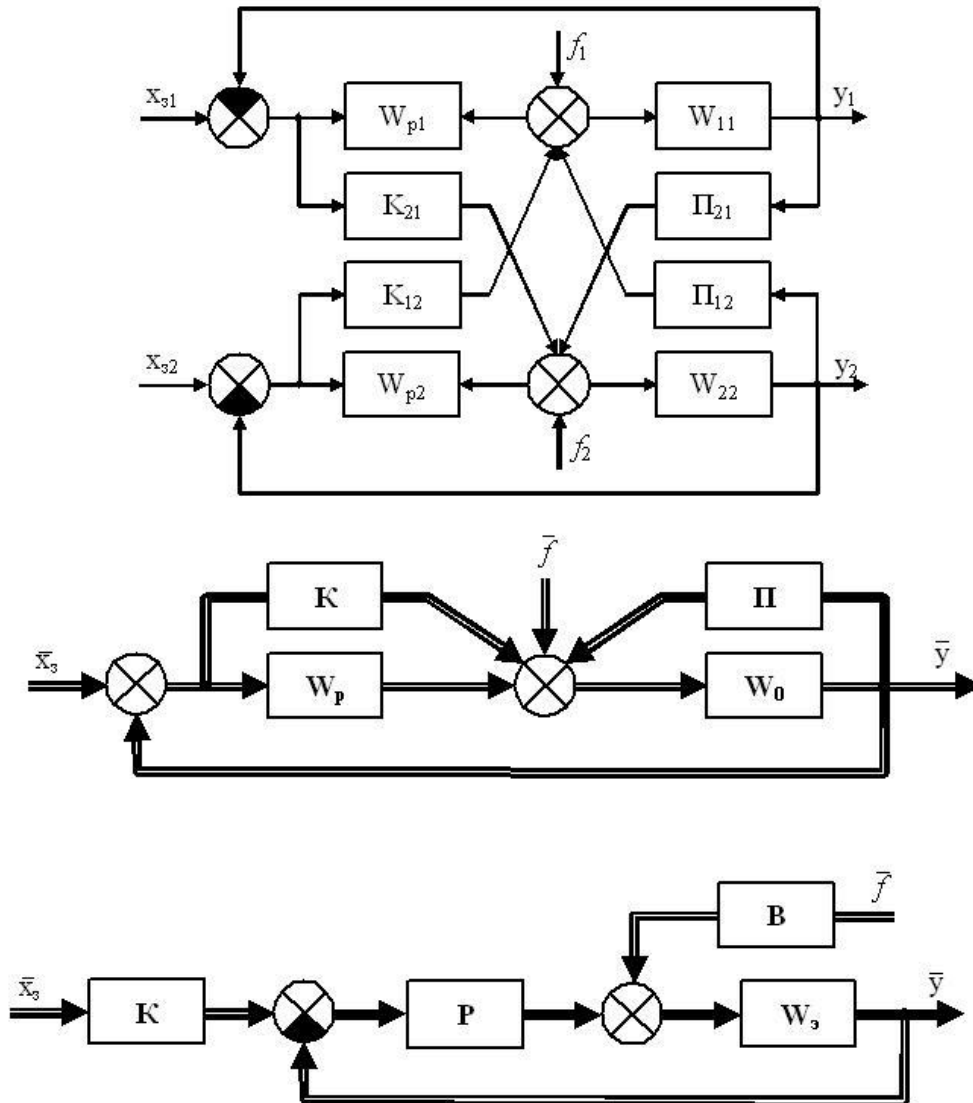 f₁
xз1
Wp1
W11
y₁
K21
П21
K12
П12
xз2
Wp2
W22
y₂
f₂
f̄
К
П
x̄з
Wp
W0
ȳ
В
f̄
x̄з
К
Р
Wэ
ȳ